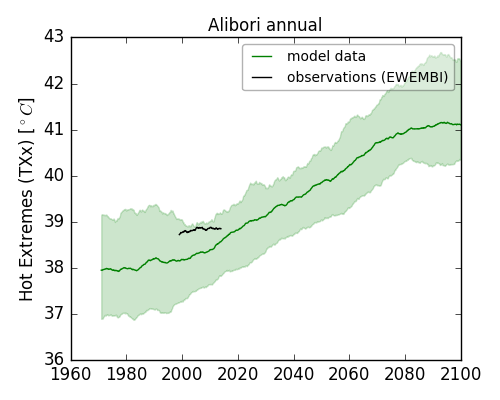 Alibori annual
Hot Extremes (TXx) [°C]
43
42
41
40
39
38
37
36
model data
observations (EWEMBI)
1960 1980 2000 2020 2040 2060 2080 2100